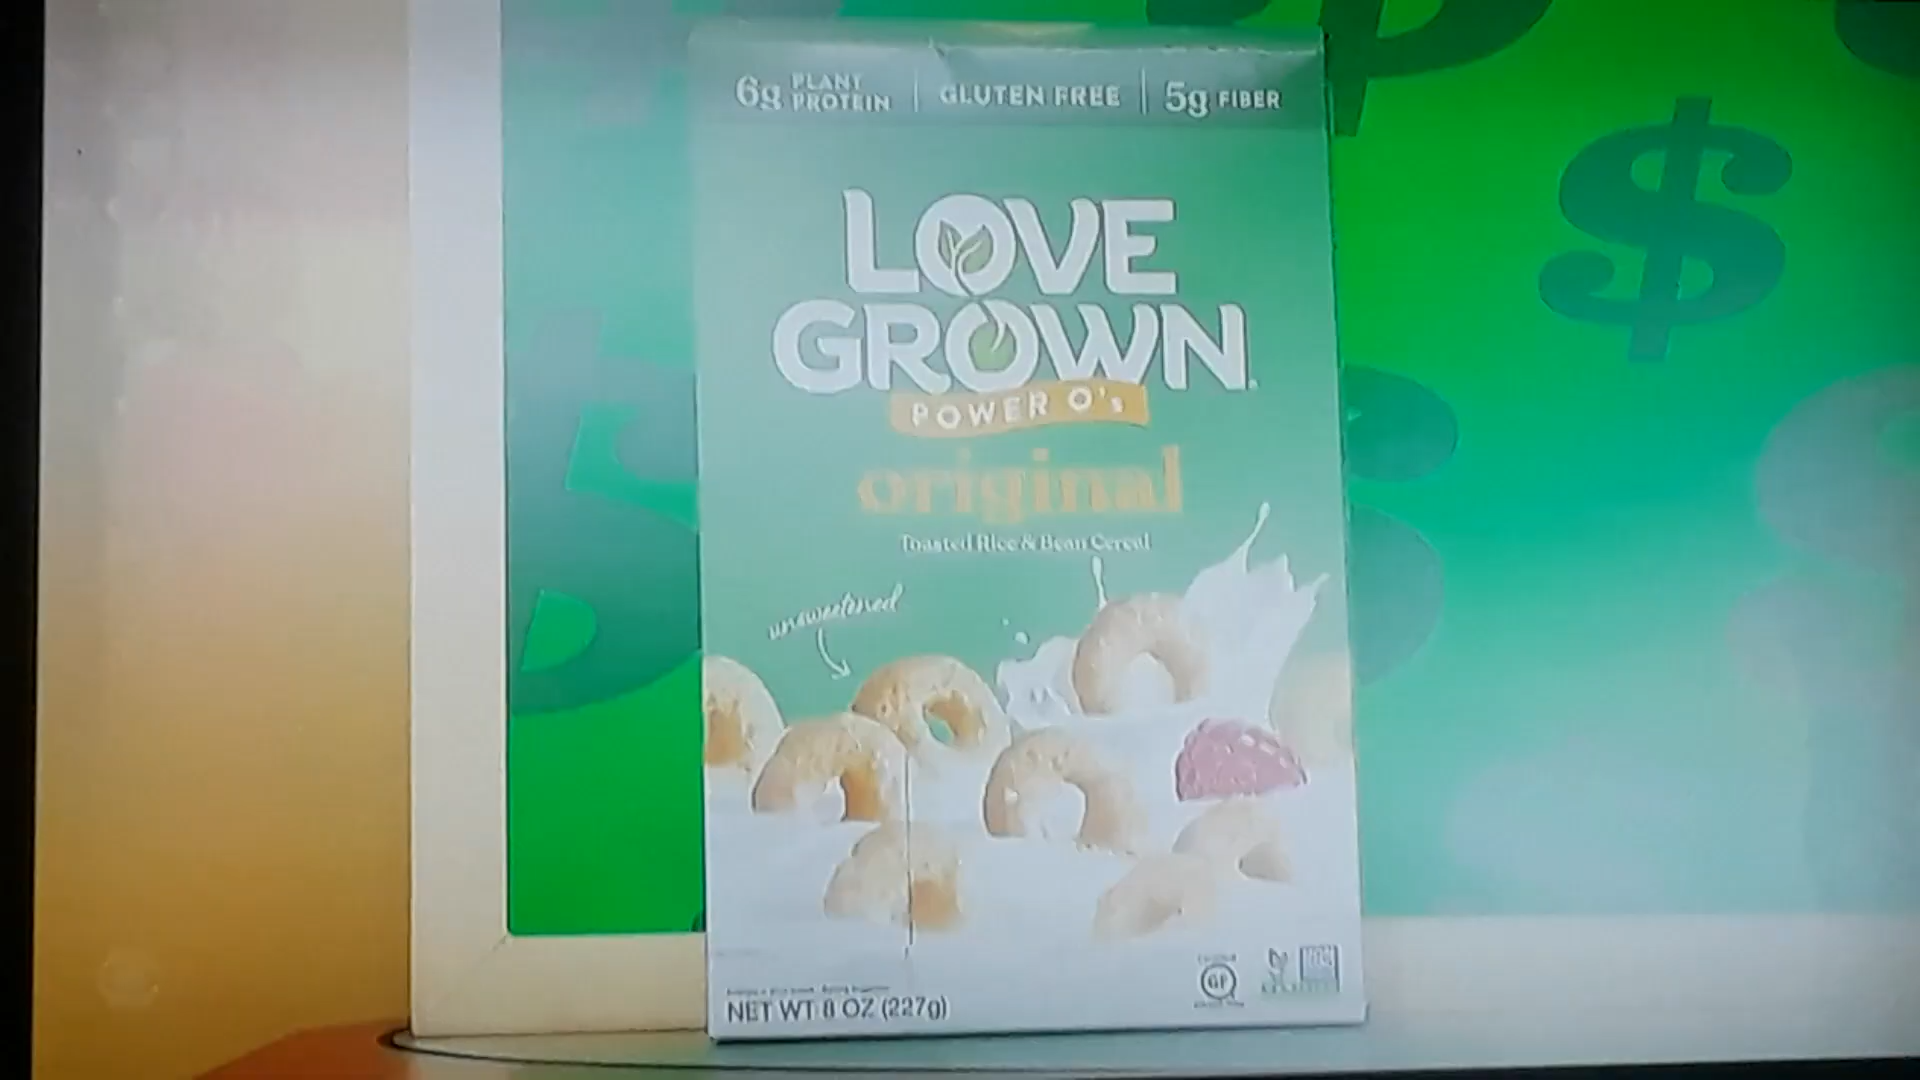 6g PLANT PROTEIN | GLUTEN FREE | 5g FIBER
LOVE
GROWN
POWER O's
original
Toasted Rice & Bean Cereal
unsweetened
GF
NET WT 8 OZ (227g)
$